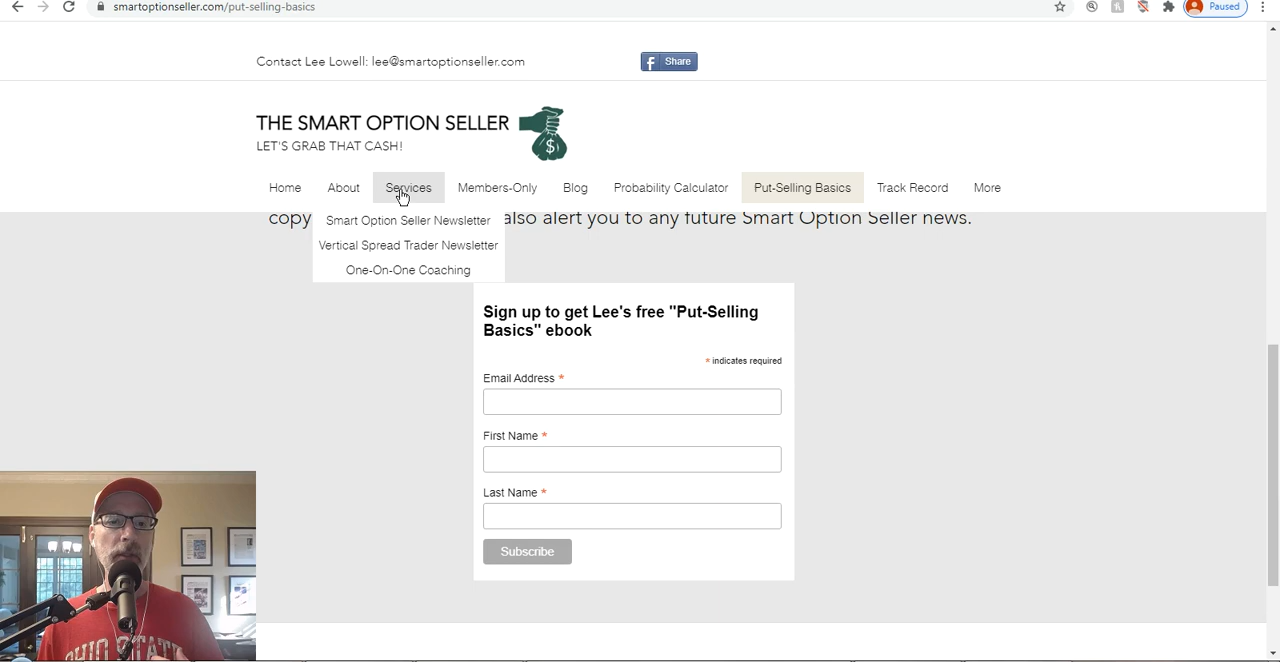 smartoptionseller.com/put-selling-basics
Paused
Contact Lee Lowell: lee@smartoptionseller.com
f Share
THE SMART OPTION SELLER
LET'S GRAB THAT CASH!
$
Home About Services Members-Only Blog Probability Calculator Put-Selling Basics Track Record More
copy also alert you to any future Smart Option Seller news.
Smart Option Seller Newsletter
Vertical Spread Trader Newsletter
One-On-One Coaching
Sign up to get Lee's free "Put-Selling
Basics" ebook
* indicates required
Email Address *
First Name *
Last Name *
Subscribe
OHIO STATE